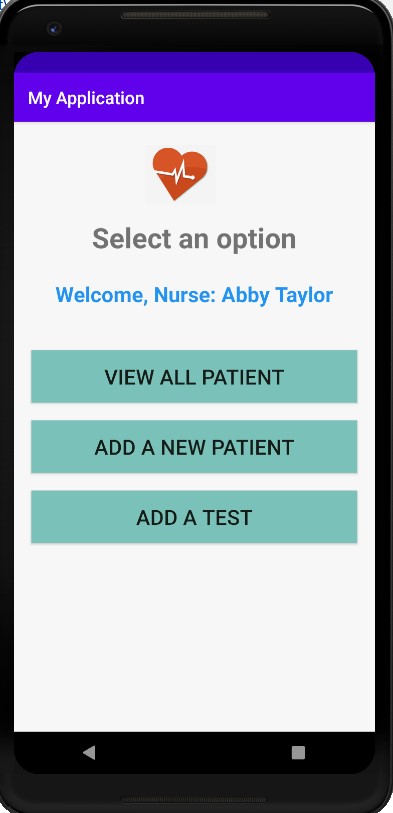 My Application
Select an option
Welcome, Nurse: Abby Taylor
VIEW ALL PATIENT
ADD A NEW PATIENT
ADD A TEST